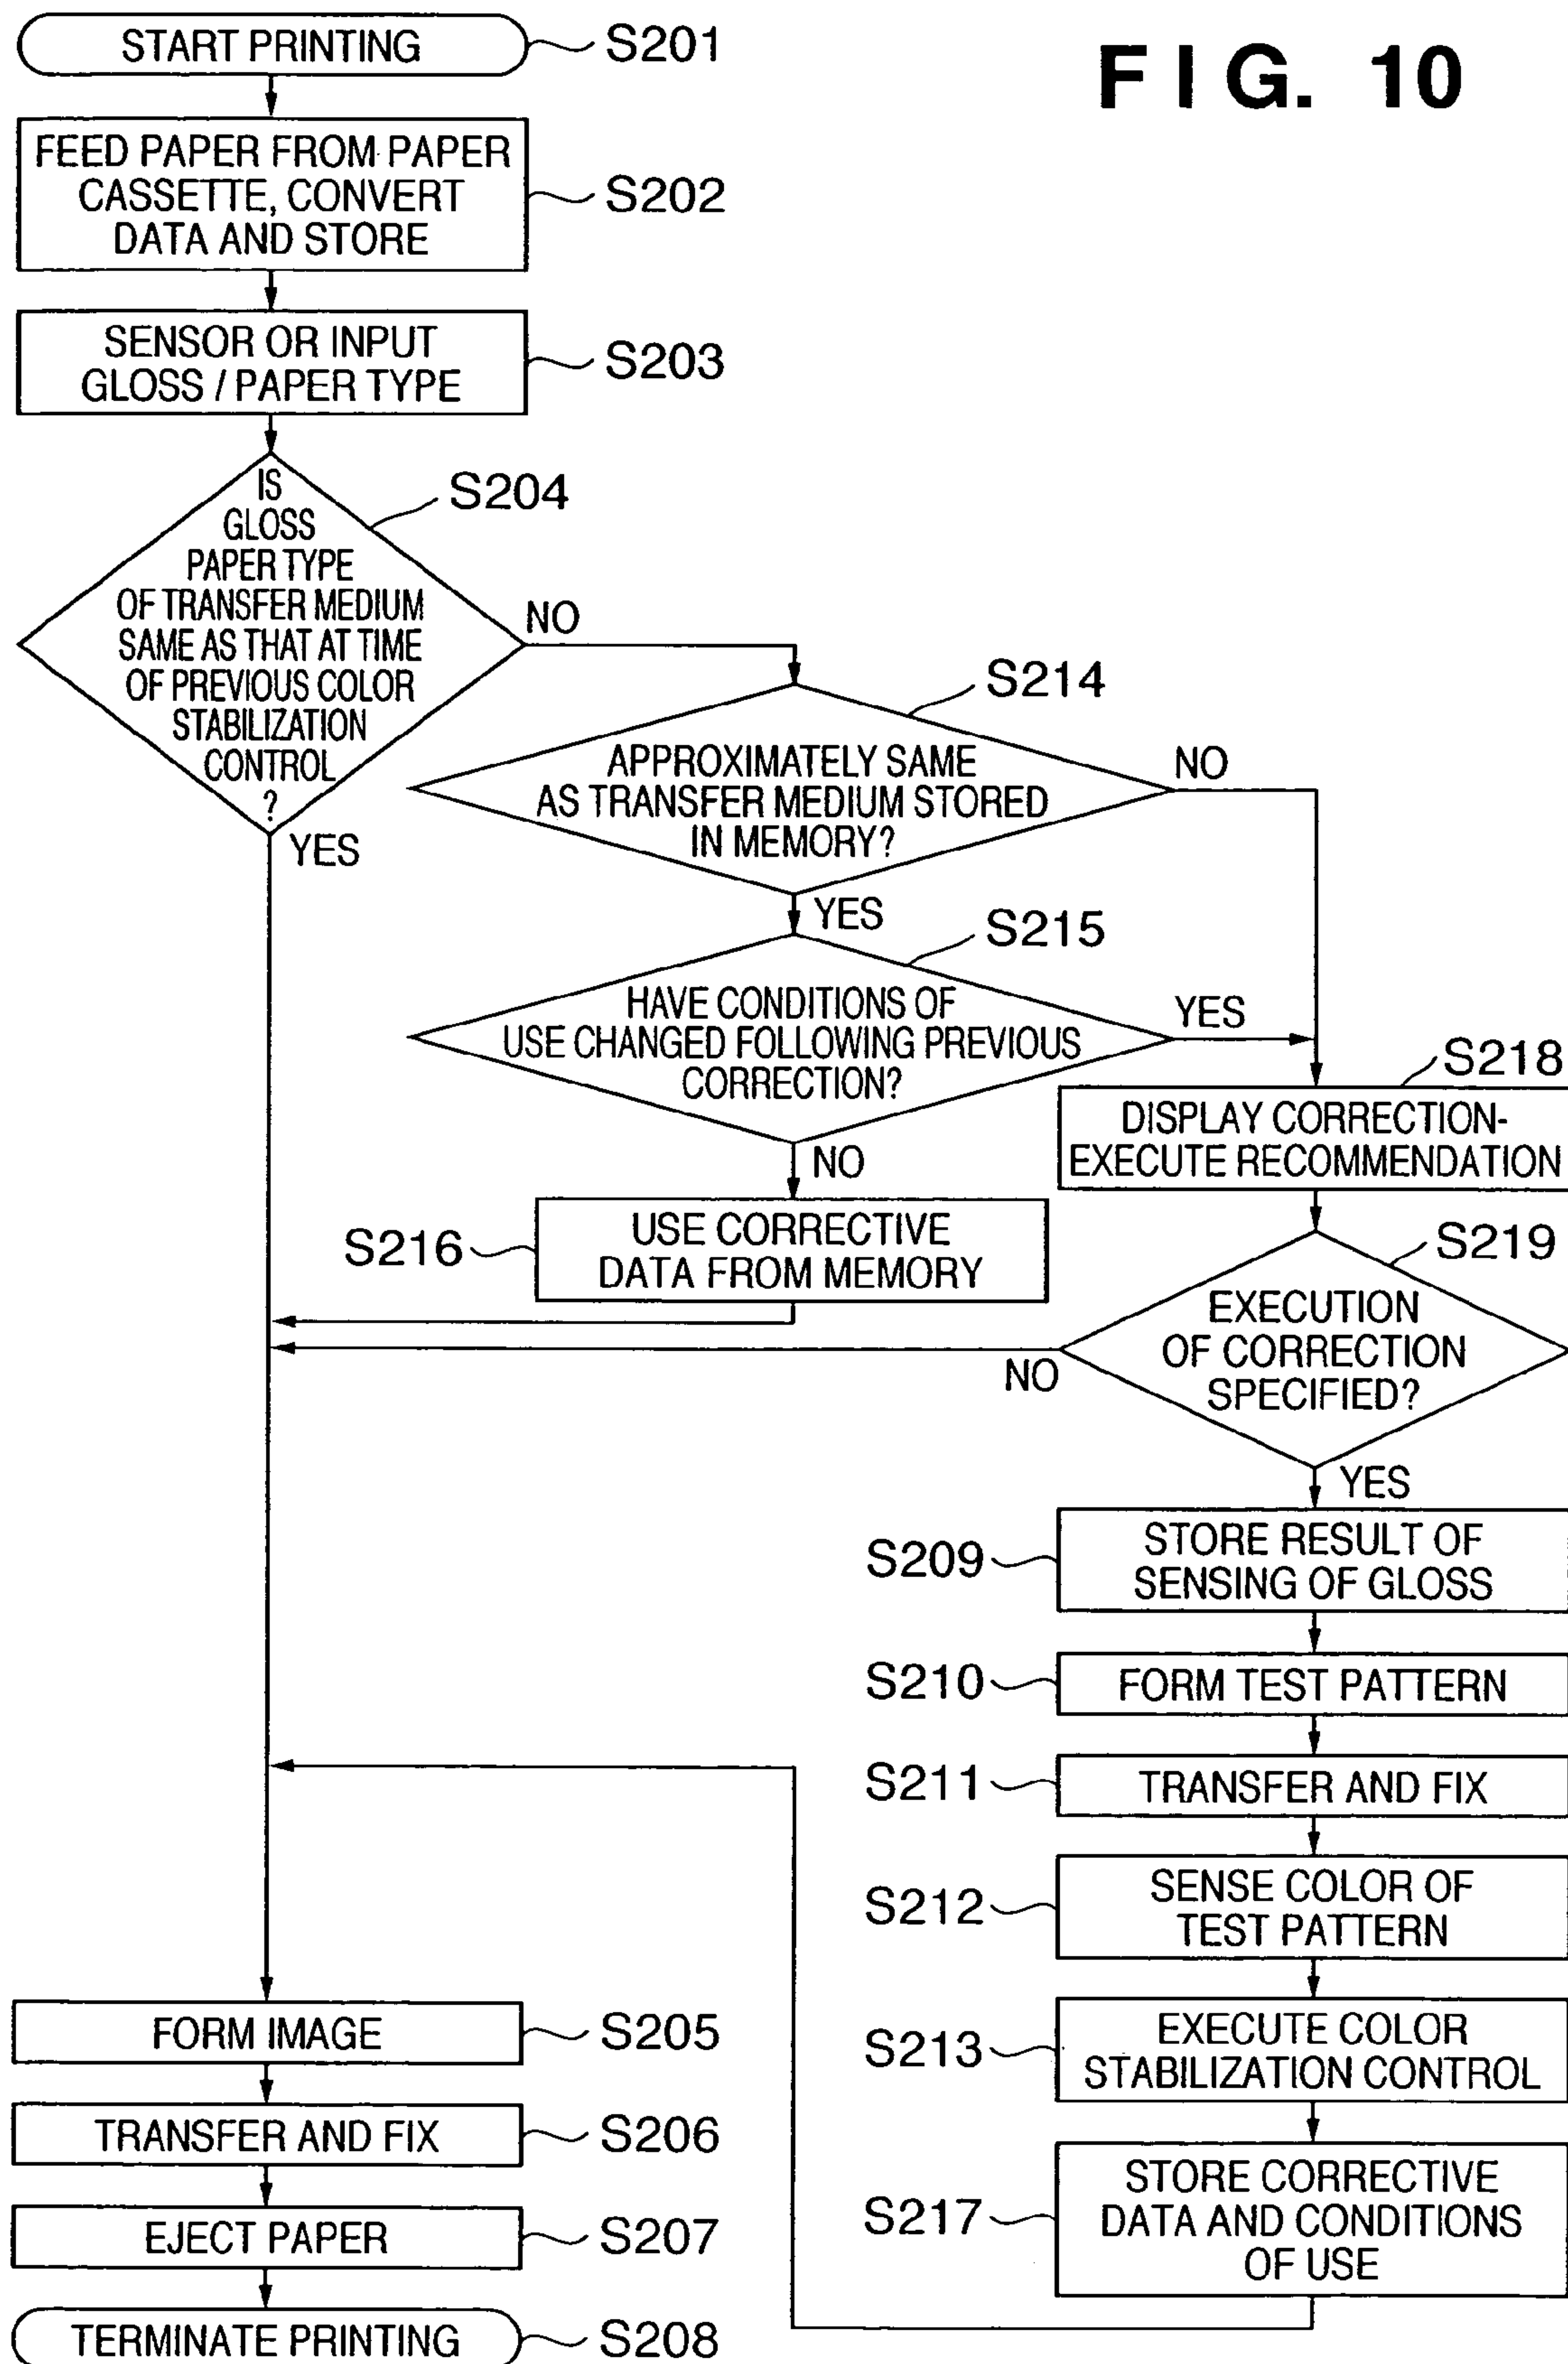 FIG. 10
START PRINTING
S201
FEED PAPER FROM PAPER
CASSETTE, CONVERT
DATA AND STORE
S202
SENSOR OR INPUT
GLOSS / PAPER TYPE
S203
IS
GLOSS
PAPER TYPE
OF TRANSFER MEDIUM
SAME AS THAT AT TIME
OF PREVIOUS COLOR
STABILIZATION
CONTROL
?
S204
NO
YES
S214
APPROXIMATELY SAME
AS TRANSFER MEDIUM STORED
IN MEMORY?
NO
YES
S215
HAVE CONDITIONS OF
USE CHANGED FOLLOWING PREVIOUS
CORRECTION?
YES
NO
S216
USE CORRECTIVE
DATA FROM MEMORY
S218
DISPLAY CORRECTION-
EXECUTE RECOMMENDATION
S219
EXECUTION
OF CORRECTION
SPECIFIED?
NO
YES
S209
STORE RESULT OF
SENSING OF GLOSS
S210
FORM TEST PATTERN
S211
TRANSFER AND FIX
S212
SENSE COLOR OF
TEST PATTERN
S213
EXECUTE COLOR
STABILIZATION CONTROL
S217
STORE CORRECTIVE
DATA AND CONDITIONS
OF USE
FORM IMAGE
S205
TRANSFER AND FIX
S206
EJECT PAPER
S207
TERMINATE PRINTING
S208